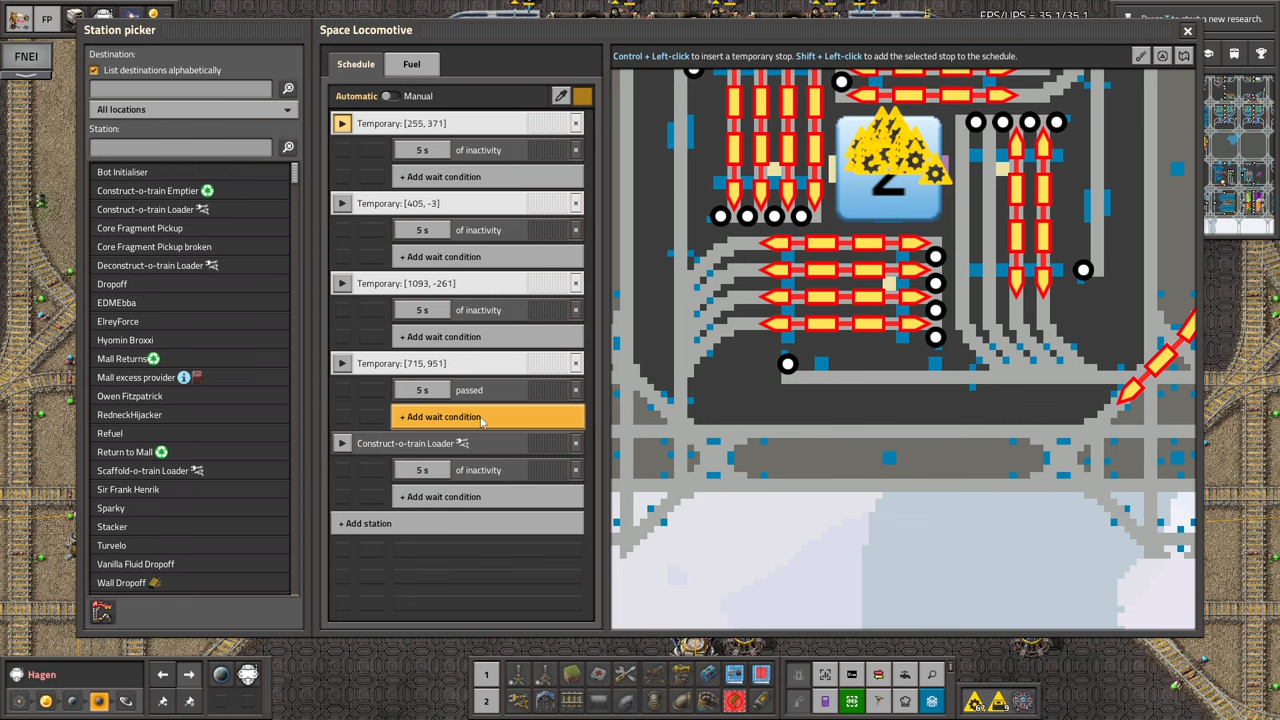 FP
EPS/UPS = 35.1/35.1
start a new research.
FNEI
Station picker
Destination:
List destinations alphabetically
All locations
Station:
Bot Initialiser
Construct-o-train Emptier
Construct-o-train Loader
Core Fragment Pickup
Core Fragment Pickup broken
Deconstruct-o-train Loader
Dropoff
EDMEbba
ElreyForce
Hyomin Broxxi
Mall Returns
Mall excess provider
Owen Fitzpatrick
RedneckHijacker
Refuel
Return to Mall
Scaffold-o-train Loader
Sir Frank Henrik
Sparky
Stacker
Turvelo
Vanilla Fluid Dropoff
Wall Dropoff
Space Locomotive
Schedule
Fuel
Automatic
Manual
Temporary: [255, 371]
5 s of inactivity
+ Add wait condition
Temporary: [405, -3]
5 s of inactivity
+ Add wait condition
Temporary: [1093, -261]
5 s of inactivity
+ Add wait condition
Temporary: [715, 951]
5 s passed
+ Add wait condition
Construct-o-train Loader
5 s of inactivity
+ Add wait condition
+ Add station
Control + Left-click to insert a temporary stop. Shift + Left-click to add the selected stop to the schedule.
2
Hagen
1
2